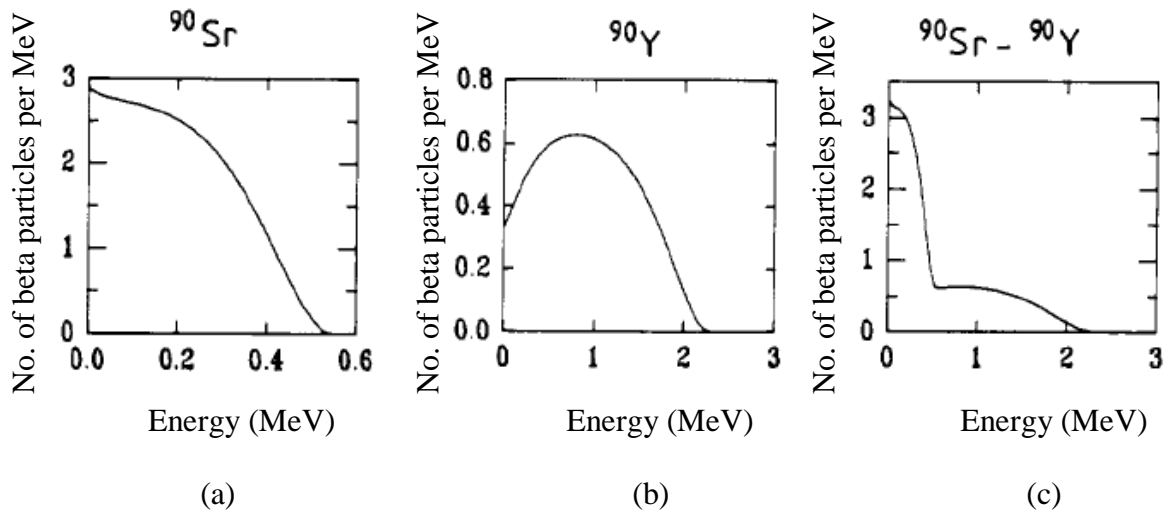 ⁹⁰Sr
No. of beta particles per MeV
3
2
1
0
0.0 0.2 0.4 0.6
Energy (MeV)
(a)
⁹⁰Y
No. of beta particles per MeV
0.8
0.6
0.4
0.2
0.0
0 1 2 3
Energy (MeV)
(b)
⁹⁰Sr - ⁹⁰Y
No. of beta particles per MeV
3
2
1
0
0 1 2 3
Energy (MeV)
(c)